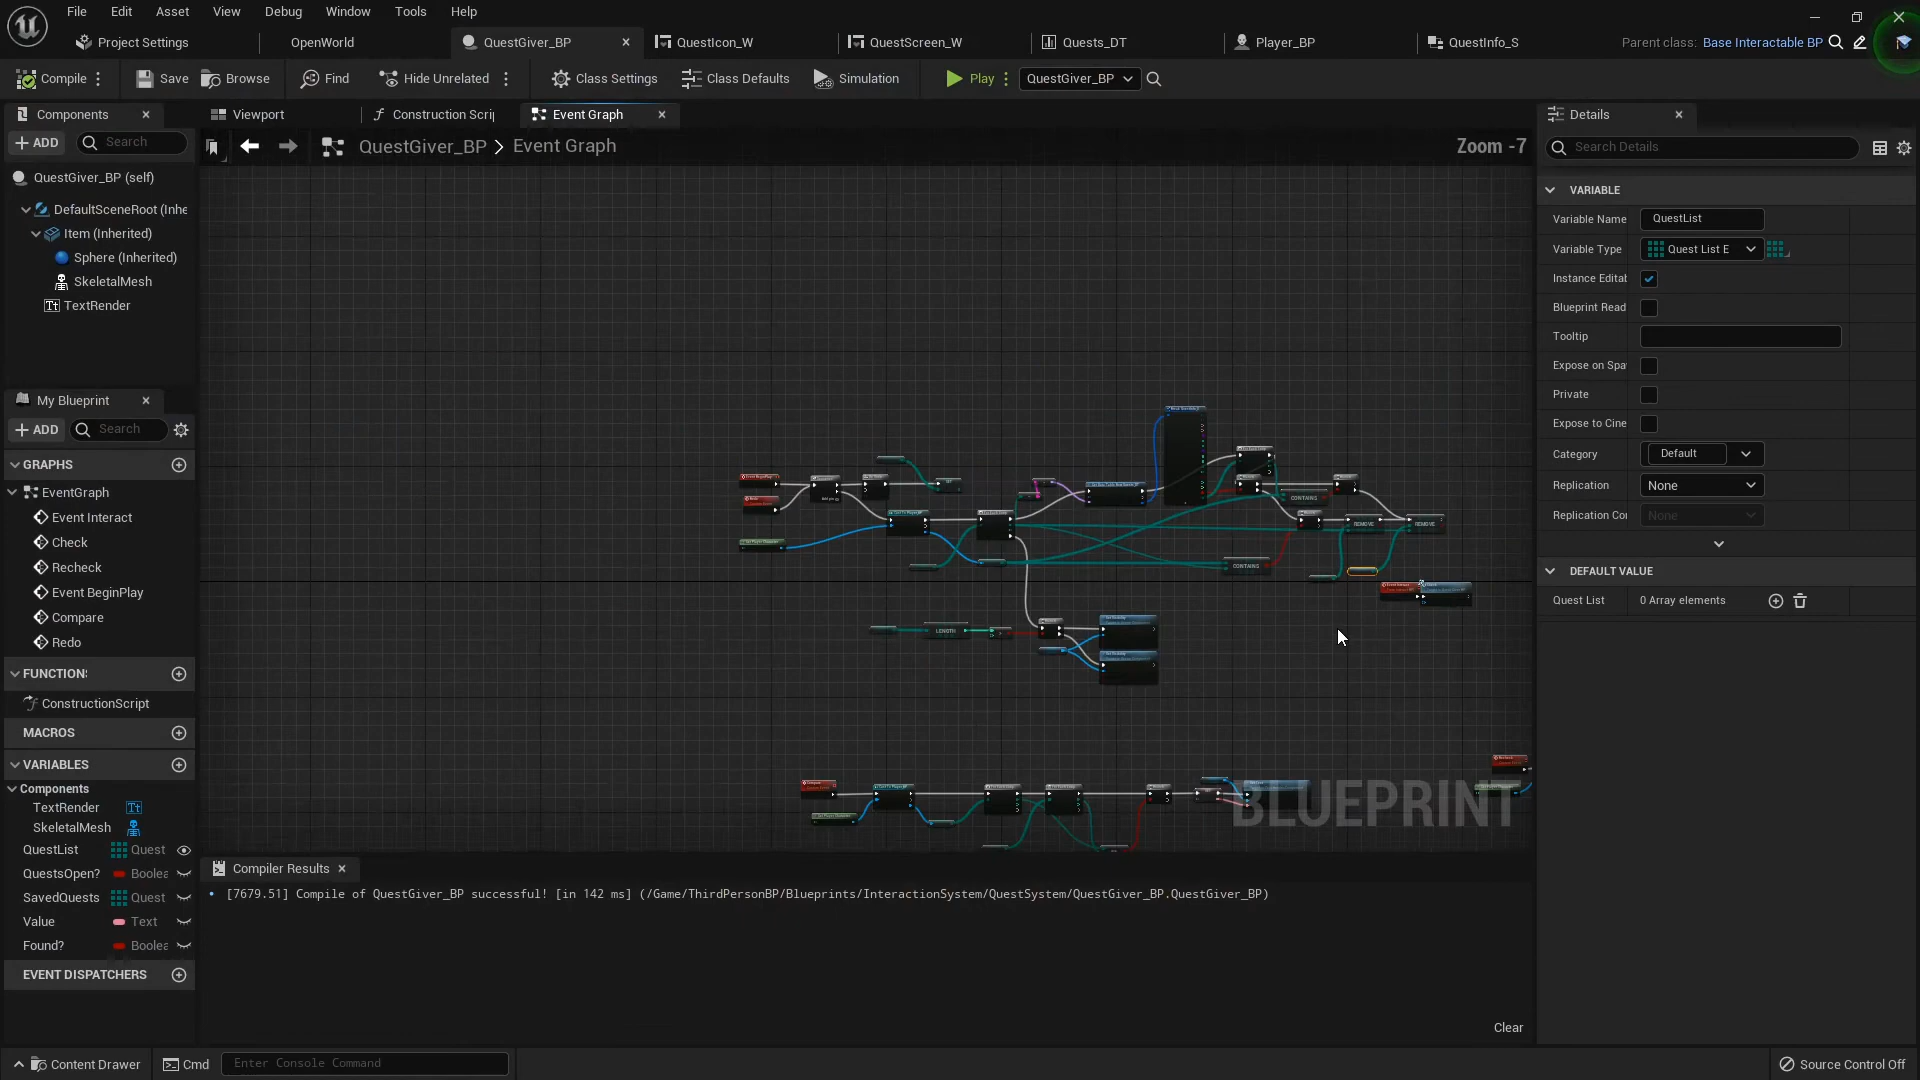 File Edit Asset View Debug Window Tools Help
Project Settings OpenWorld QuestGiver_BP QuestIcon_W QuestScreen_W Quests_DT Player_BP QuestInfo_S Parent class: Base Interactable BP
Compile Save Browse Find Hide Unrelated Class Settings Class Defaults Simulation Play QuestGiver_BP
Components Viewport Construction Scrip Event Graph Details
ADD Search QuestGiver_BP > Event Graph Zoom -7 Search Details
QuestGiver_BP (self)
DefaultSceneRoot (Inhe
Item (Inherited)
Sphere (Inherited)
SkeletalMesh
TextRender
VARIABLE
Variable Name QuestList
Variable Type Quest List E
Instance Editat
Blueprint Read
Tooltip
Expose on Spa
Private
Expose to Cine
Category Default
Replication None
Replication Cor None
DEFAULT VALUE
Quest List 0 Array elements
My Blueprint
ADD Search
GRAPHS
EventGraph
Event Interact
Check
Recheck
Event BeginPlay
Compare
Redo
FUNCTION:
ConstructionScript
MACROS
VARIABLES
Components
TextRender
SkeletalMesh
QuestList Quest
QuestsOpen? Boolea
SavedQuests Quest
Value Text
Found? Boolea
EVENT DISPATCHERS
SET
CONTAINS
REMOVE
REMOVE
CONTAINS
LENGTH
BLUEPRINT
Compiler Results
[7679.51] Compile of QuestGiver_BP successful! [in 142 ms] (/Game/ThirdPersonBP/Blueprints/InteractionSystem/QuestSystem/QuestGiver_BP.QuestGiver_BP)
Clear
Content Drawer Cmd Enter Console Command Source Control Off